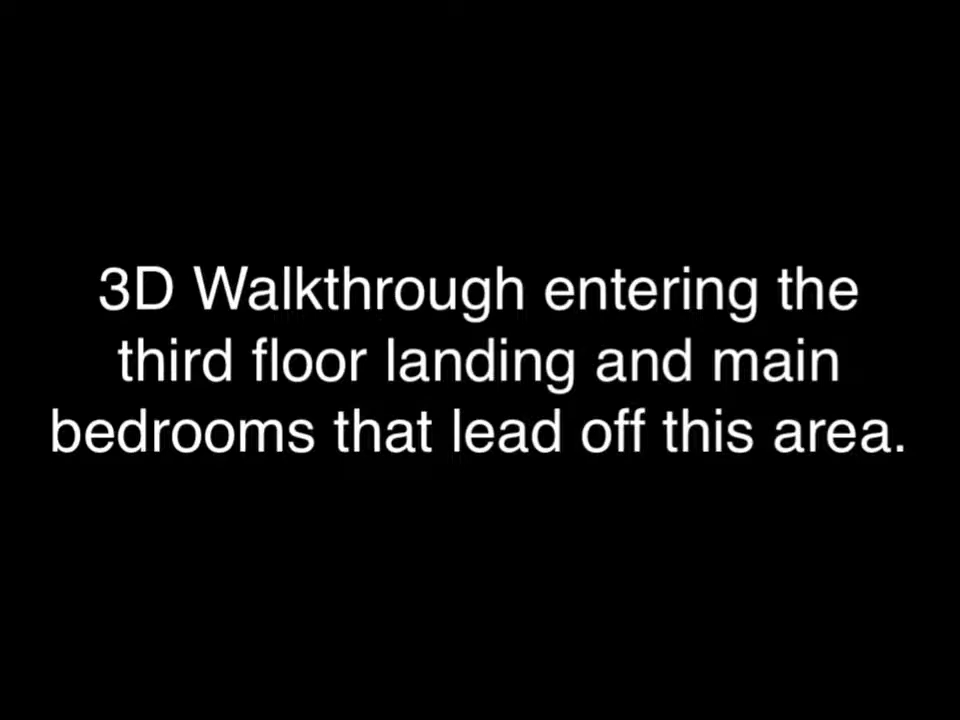 3D Walkthrough entering the
third floor landing and main
bedrooms that lead off this area.